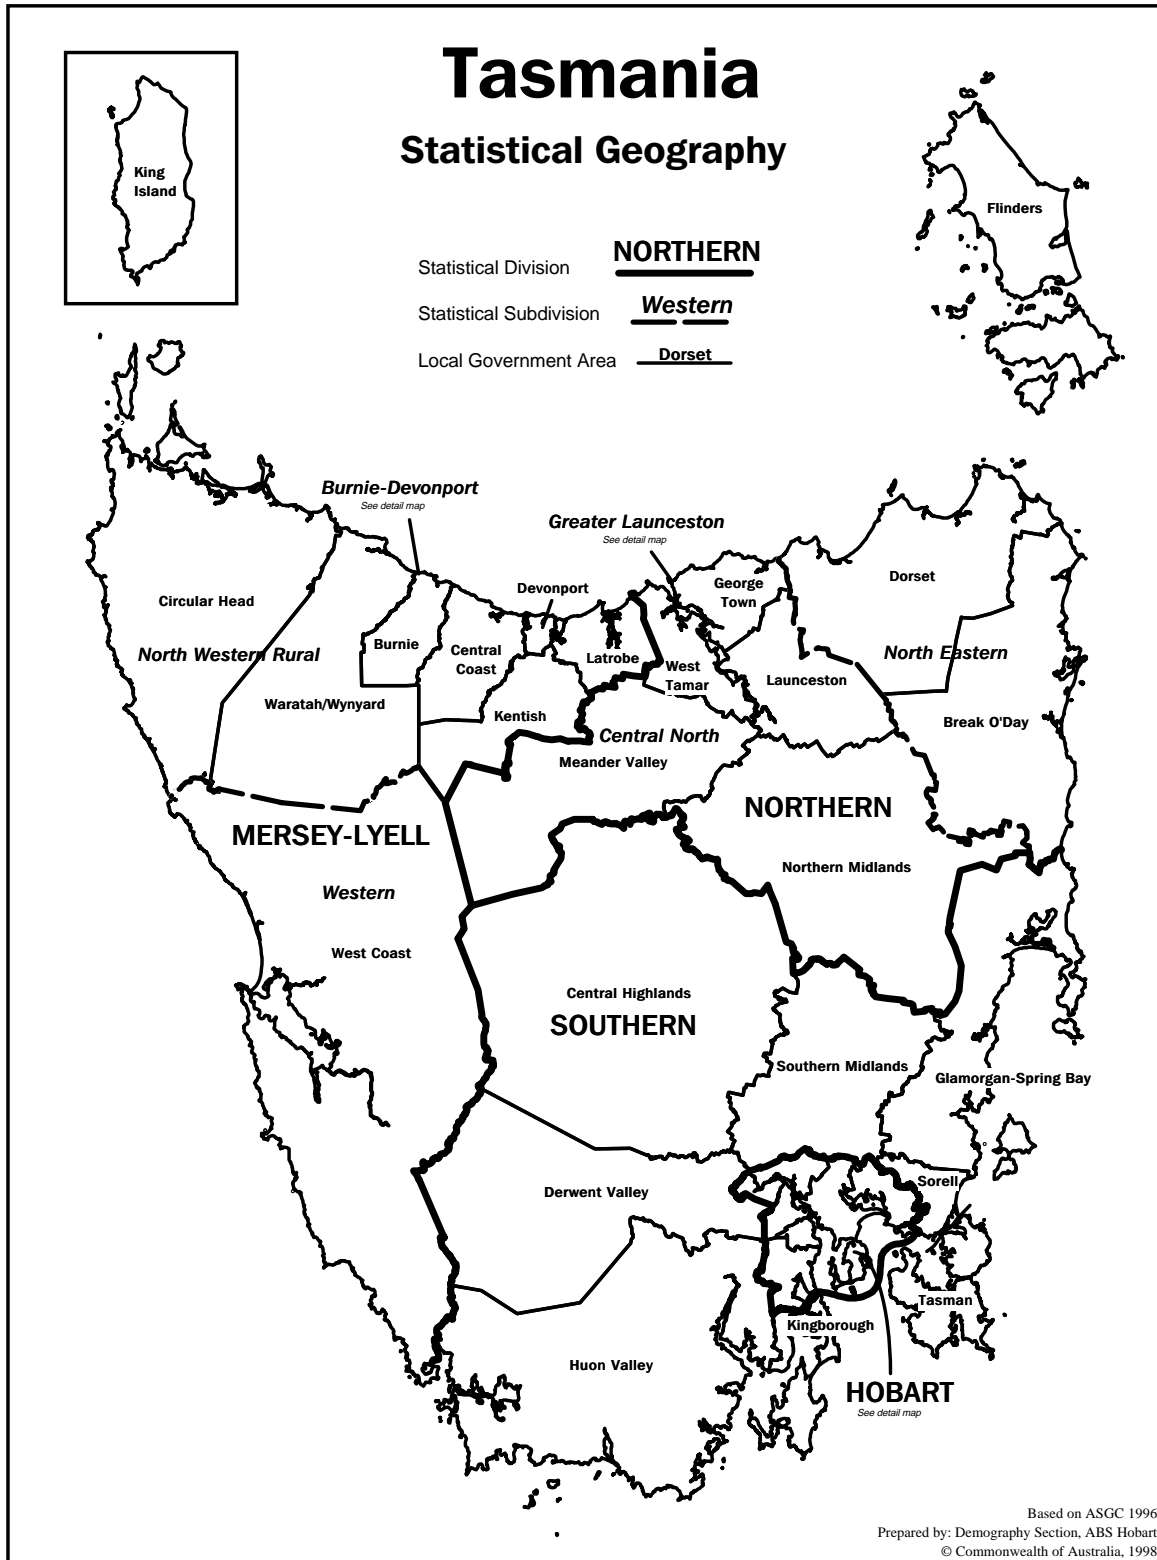 Tasmania
Statistical Geography
King
Island
Flinders
Statistical Division
NORTHERN
Statistical Subdivision
Western
Local Government Area
Dorset
Burnie-Devonport
See detail map
Greater Launceston
See detail map
Devonport
George
Town
Dorset
Circular Head
Burnie
Central
Coast
North Western Rural
Latrobe
West
Tamar
North Eastern
Launceston
Waratah/Wynyard
Kentish
Break O'Day
Central North
Meander Valley
NORTHERN
MERSEY-LYELL
Northern Midlands
Western
West Coast
Central Highlands
SOUTHERN
Southern Midlands
Glamorgan-Spring Bay
Sorell
Derwent Valley
Tasman
Kingborough
Huon Valley
HOBART
See detail map
Based on ASGC 1996
Prepared by: Demography Section, ABS Hobart
© Commonwealth of Australia, 1998